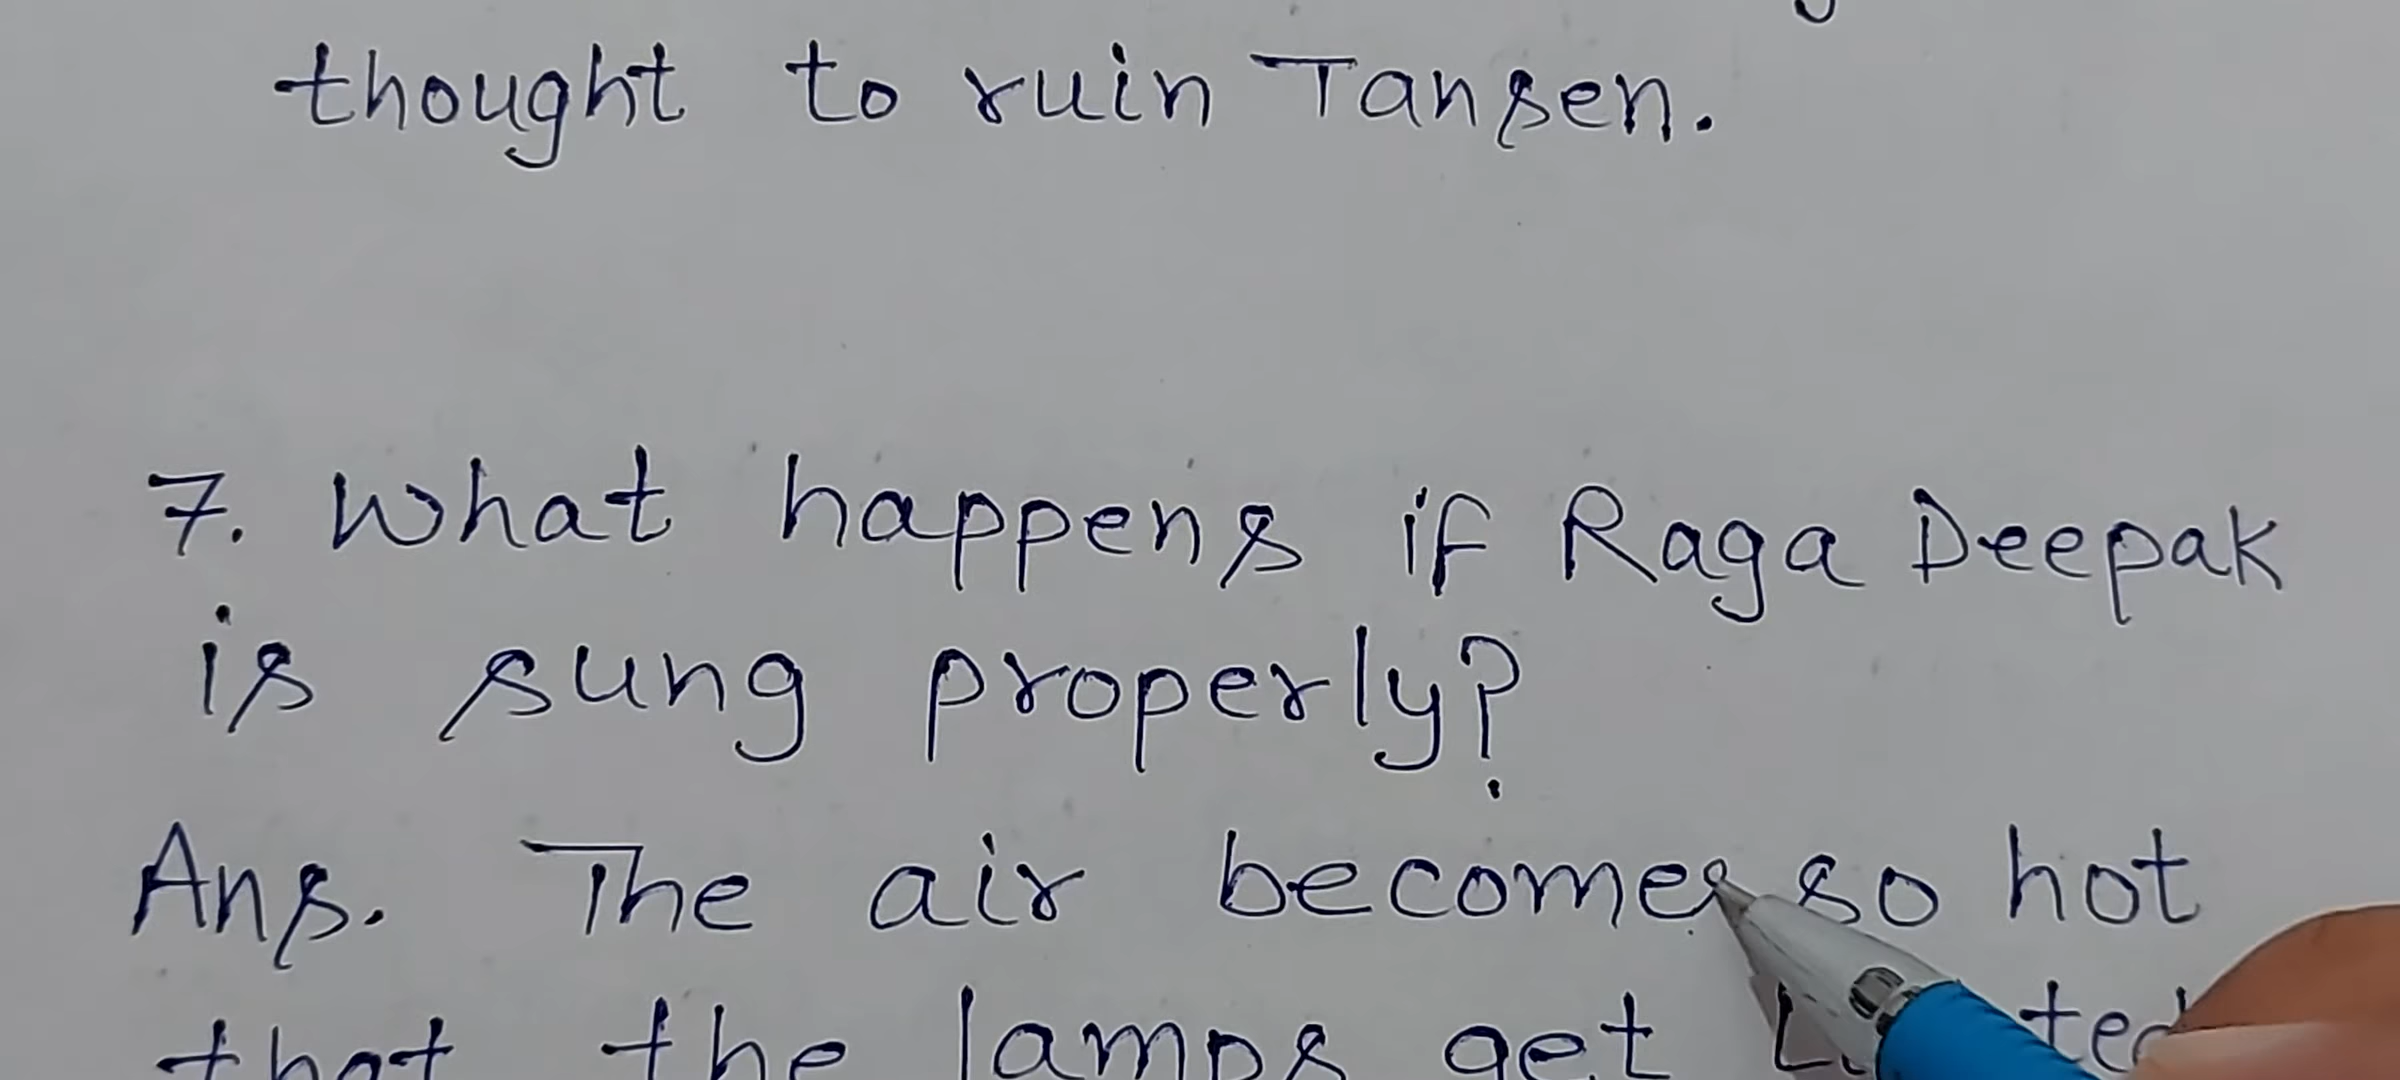 thought to ruin Tansen.
7. What happens if Raga Deepak
is sung properly?
Ans. The air becomes so hot
that the lamps get